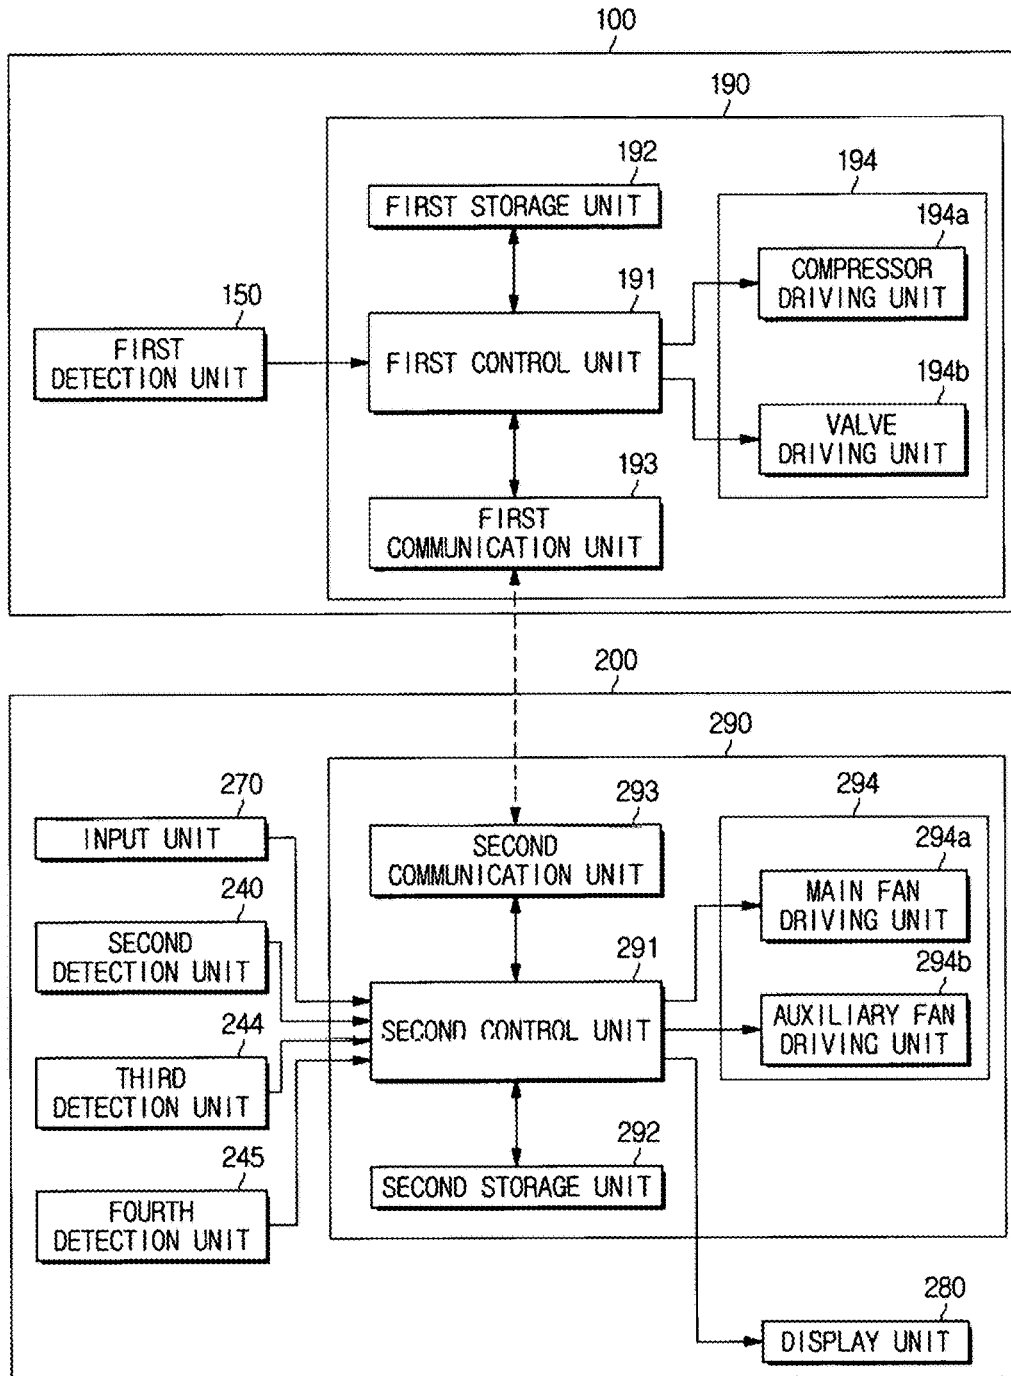 100
190
192
FIRST STORAGE UNIT
194
194a
COMPRESSOR
DRIVING UNIT
150
FIRST
DETECTION UNIT
191
FIRST CONTROL UNIT
194b
VALVE
DRIVING UNIT
193
FIRST
COMMUNICATION UNIT
200
290
270
INPUT UNIT
293
SECOND
COMMUNICATION UNIT
294
294a
MAIN FAN
DRIVING UNIT
240
SECOND
DETECTION UNIT
291
SECOND CONTROL UNIT
294b
AUXILIARY FAN
DRIVING UNIT
244
THIRD
DETECTION UNIT
292
SECOND STORAGE UNIT
245
FOURTH
DETECTION UNIT
280
DISPLAY UNIT